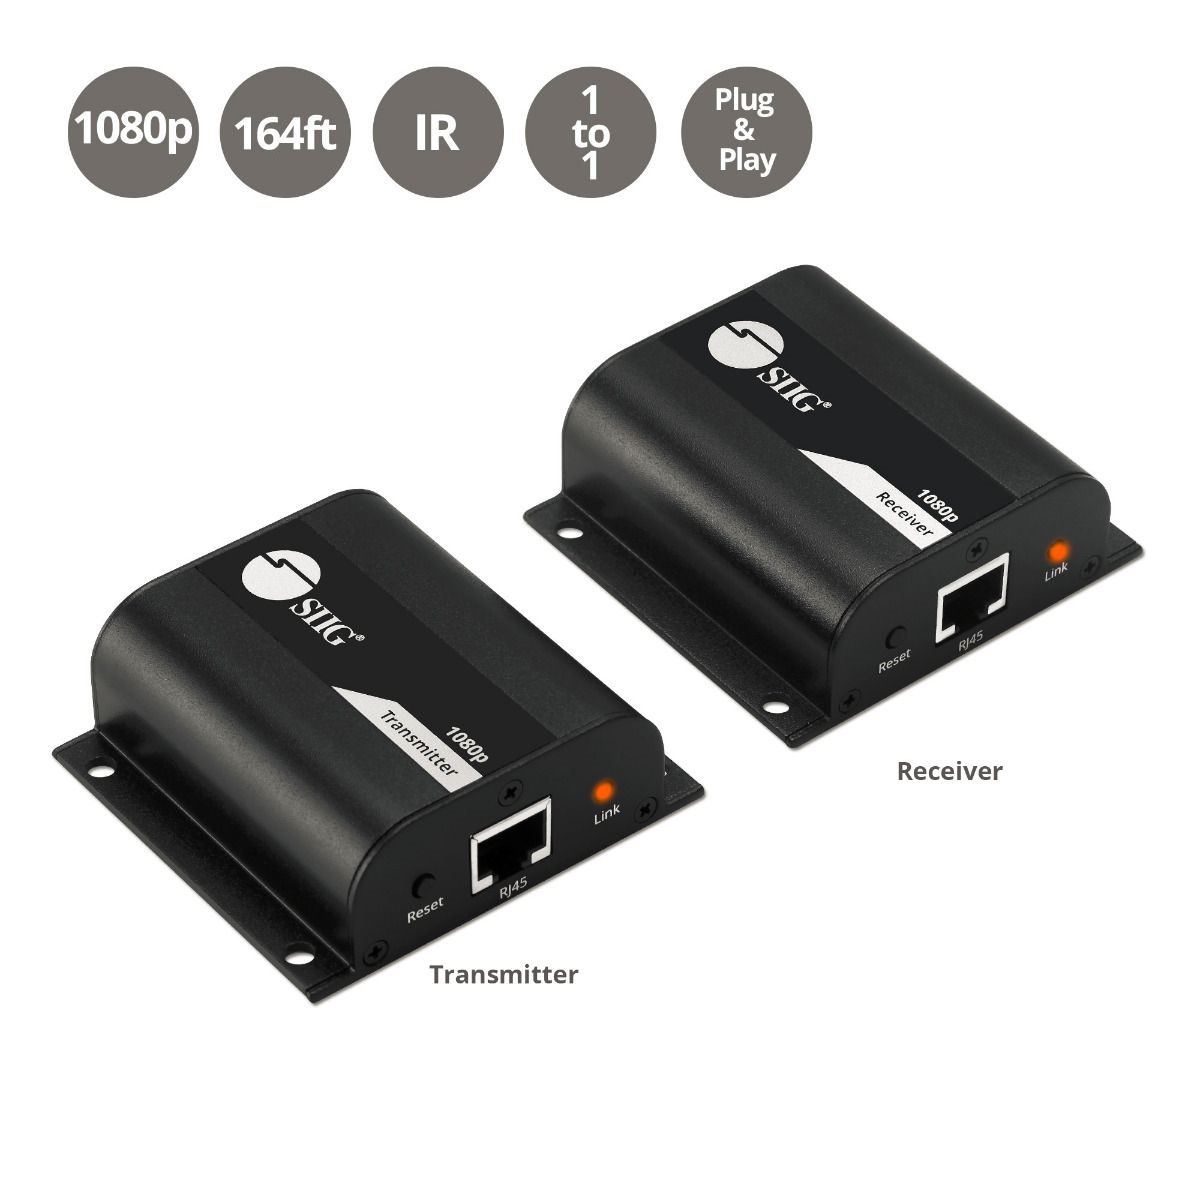 1080p
164ft
IR
1
to
1
Plug
&
Play
SIIG®
Receiver
1080p
Reset
RJ45
Link
Receiver
SIIG®
Transmitter
1080p
Reset
RJ45
Link
Transmitter